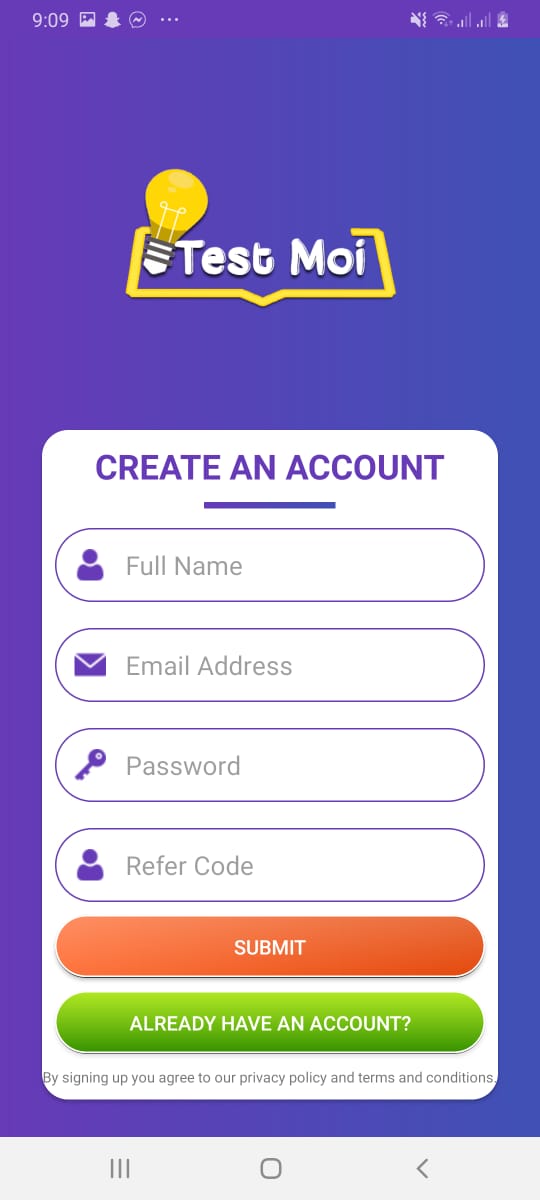 9:09
Test Moi
CREATE AN ACCOUNT
Full Name
Email Address
Password
Refer Code
SUBMIT
ALREADY HAVE AN ACCOUNT?
By signing up you agree to our privacy policy and terms and conditions.